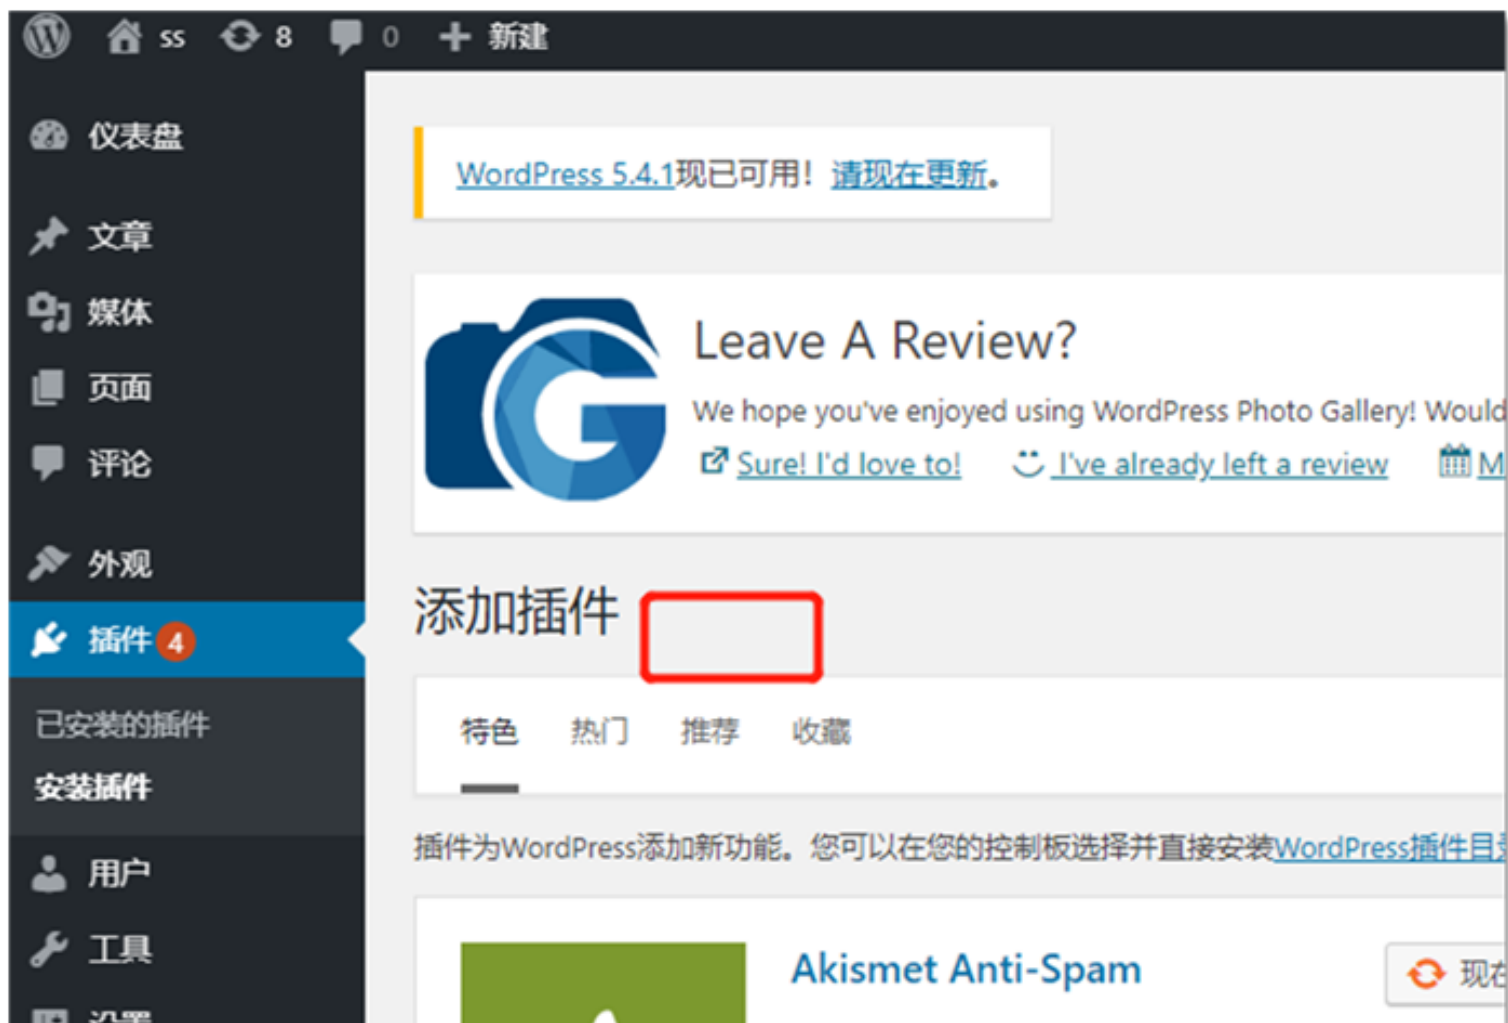 ss 8 0 新建
仪表盘
文章
媒体
页面
评论
外观
插件 4
已安装的插件
安装插件
用户
工具
设置
WordPress 5.4.1现已可用！请现在更新。
Leave A Review?
We hope you've enjoyed using WordPress Photo Gallery! Would
Sure! I'd love to! I've already left a review M
添加插件
特色 热门 推荐 收藏
插件为WordPress添加新功能。您可以在您的控制板选择并直接安装WordPress插件目
Akismet Anti-Spam
现在